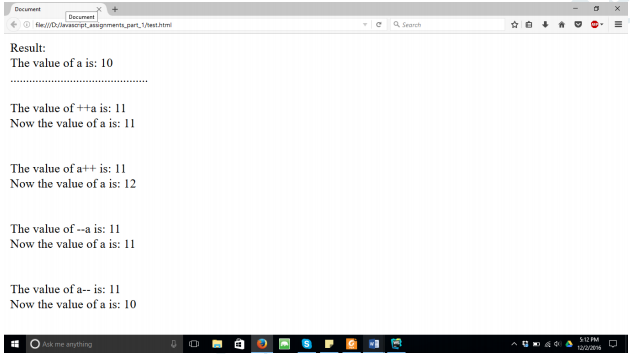 Document
Document
file:///D:/Javascript_assignments_part_1/test.html
Search
Result:
The value of a is: 10
............................................
The value of ++a is: 11
Now the value of a is: 11
The value of a++ is: 11
Now the value of a is: 12
The value of --a is: 11
Now the value of a is: 11
The value of a-- is: 11
Now the value of a is: 10
Ask me anything
5:12 PM
12/2/2016